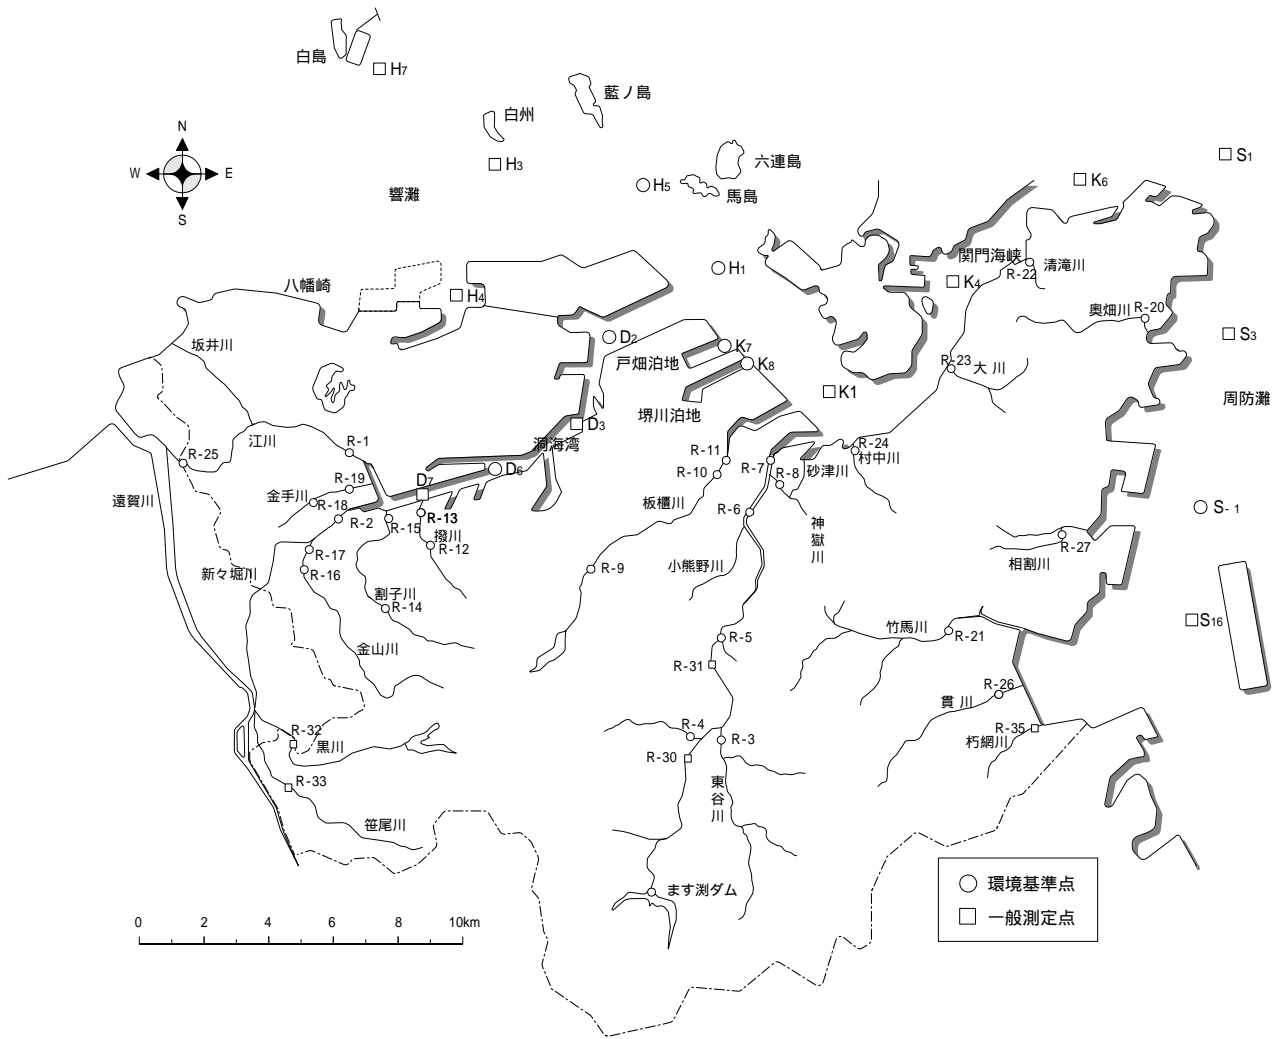 白島
H7
藍ノ島
白州
N
W
E
S
H3
六連島
S1
H5
K6
馬島
響灘
関門海峡
H1
清滝川
R-22
八幡崎
H4
K4
奥畑川
R-20
坂井川
D2
K7
S3
戸畑泊地
K8
R-23
大川
K1
周防灘
堺川泊地
D3
江川
R-1
洞海湾
R-11
R-24
村中川
R-25
D6
R-10
R-7
R-8
砂津川
遠賀川
金手川
R-19
R-18
D7
板櫃川
R-6
S-1
R-2
R-15
R-13
撥川
神嶽川
R-12
R-27
R-17
相割川
新々堀川
R-16
R-9
小熊野川
割子川
R-14
S16
竹馬川
R-21
金山川
R-5
R-31
R-26
貫川
R-32
R-4
R-35
黒川
R-3
朽網川
R-30
R-33
東谷川
笹尾川
ます渕ダム
環境基準点
一般測定点
0
2
4
6
8
10km